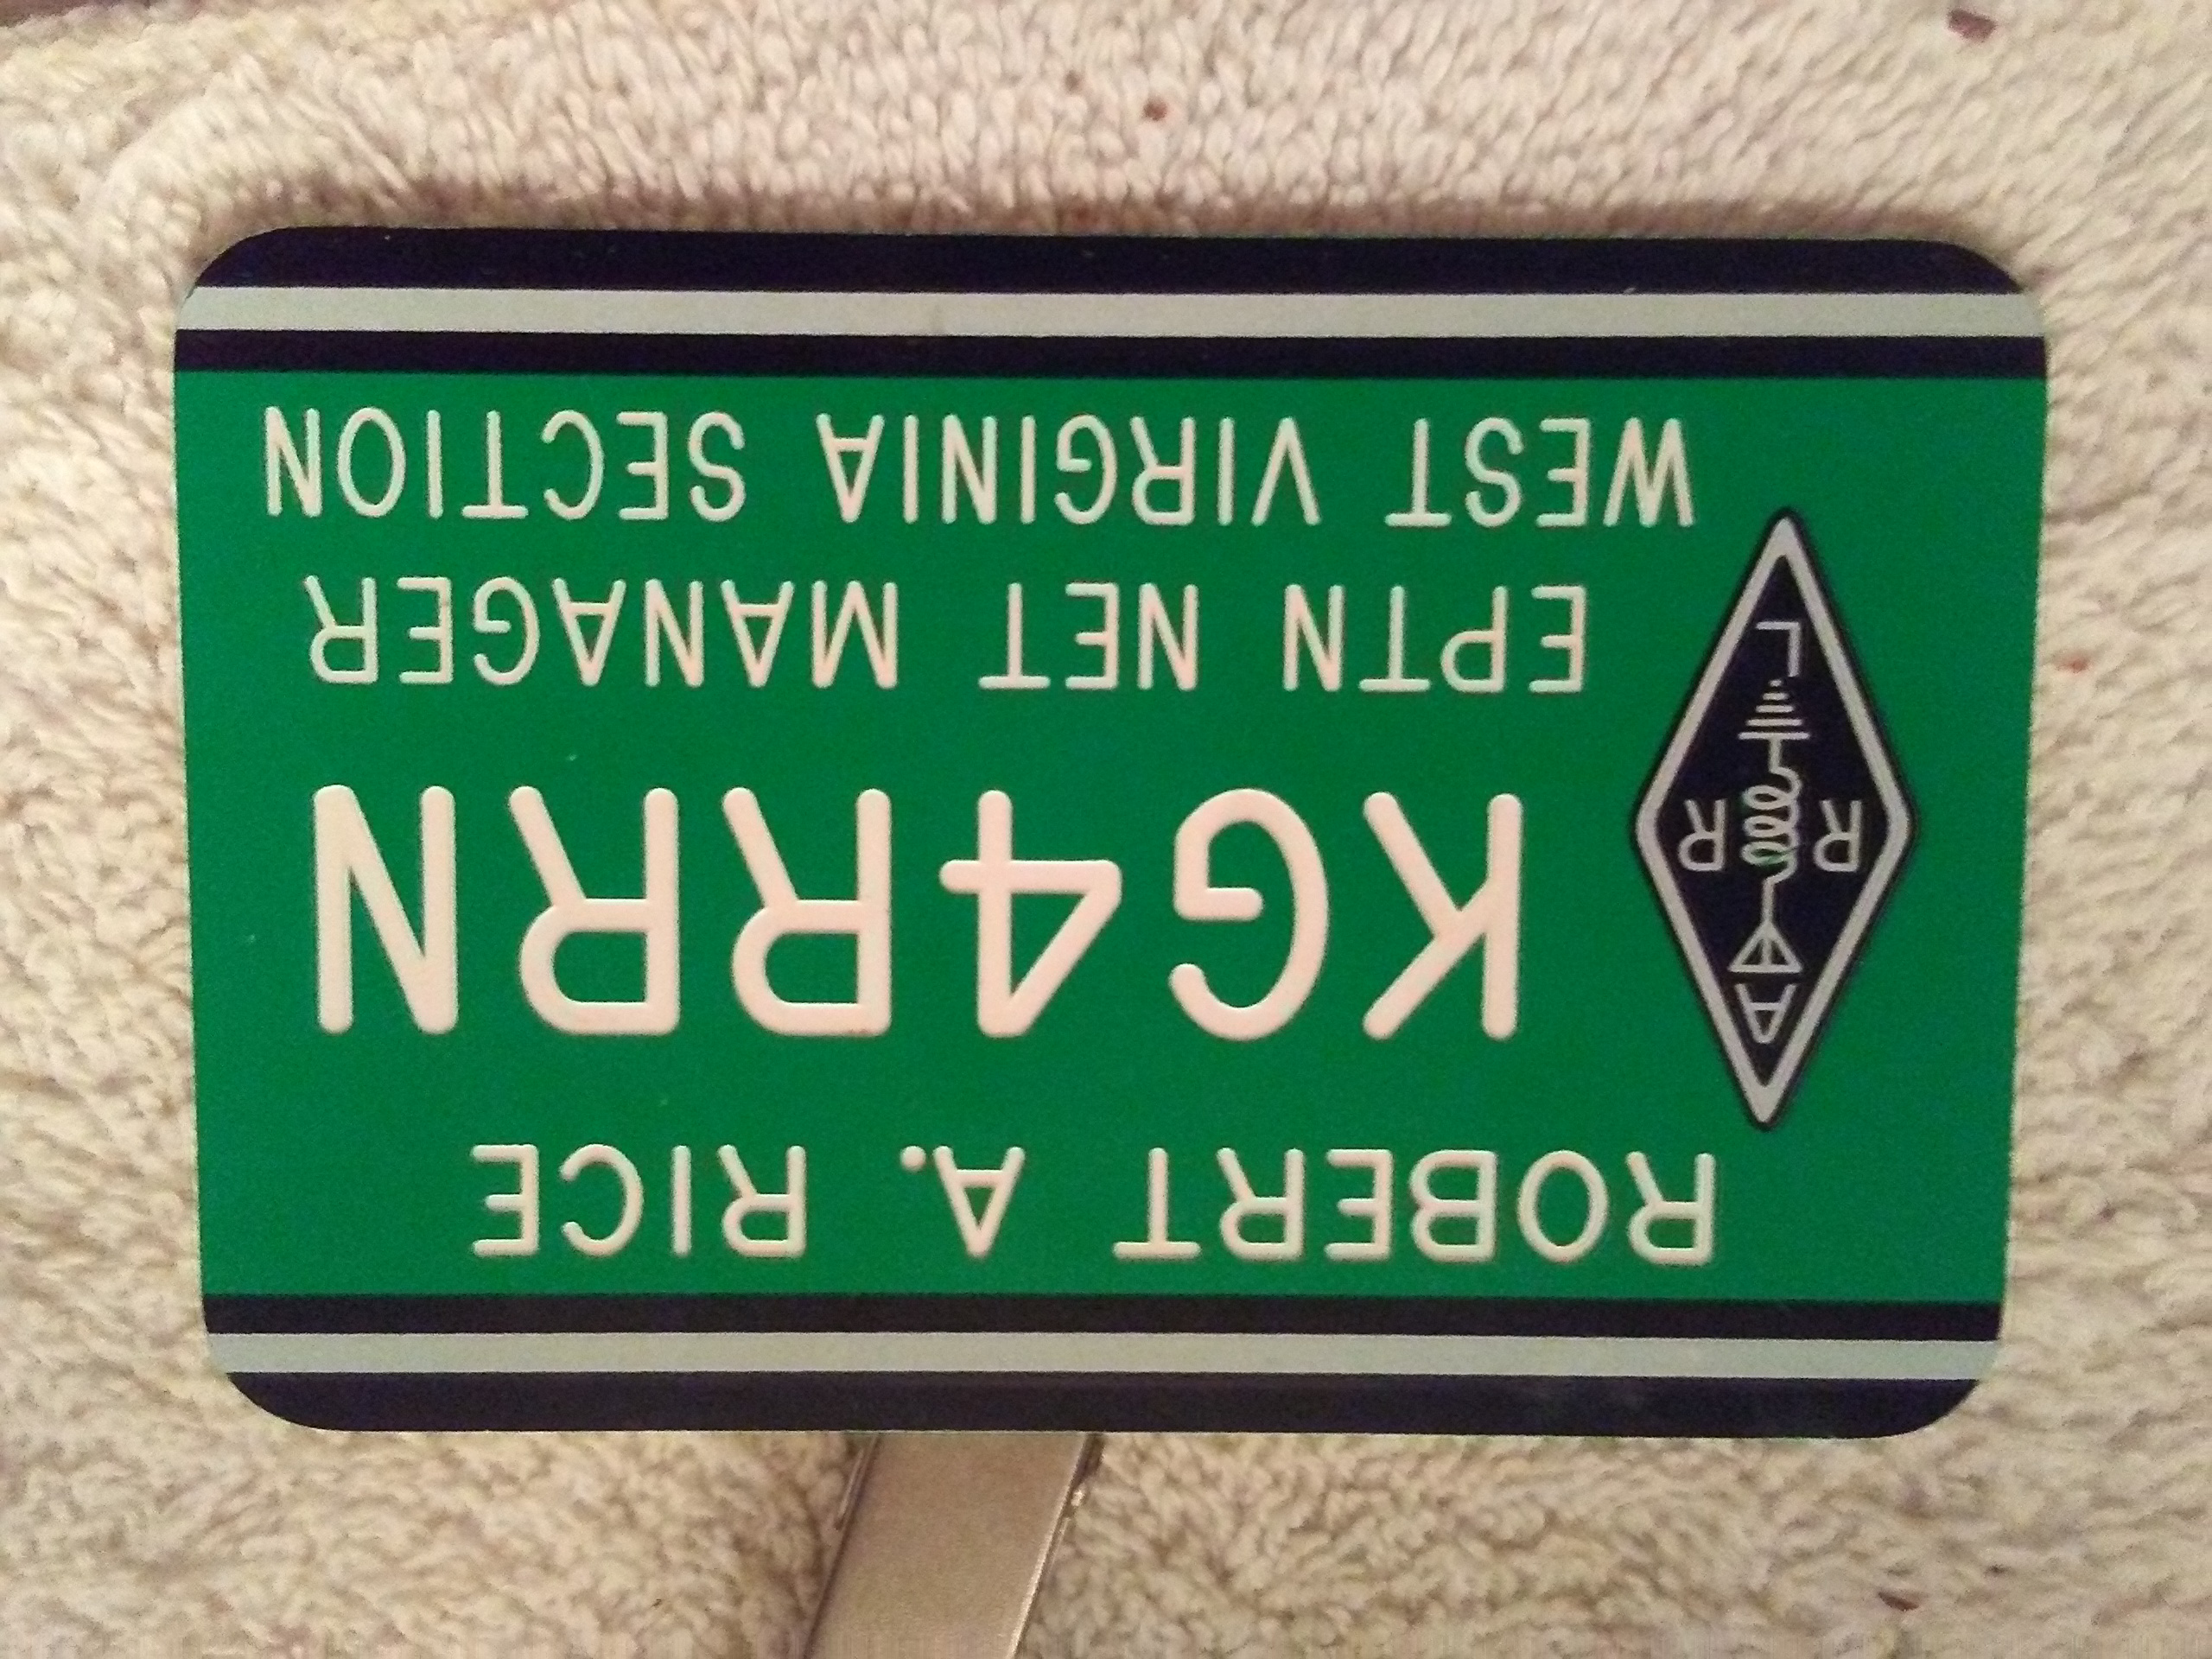 ROBERT A. RICE
KG4RRN
EPTN NET MANAGER
WEST VIRGINIA SECTION
A
R R
L